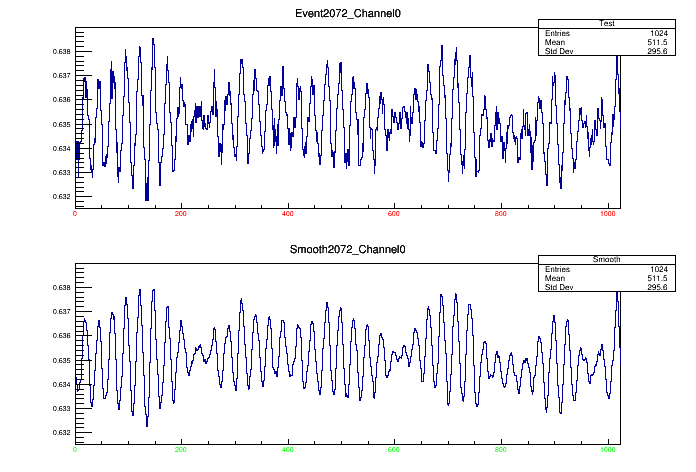 Event2072_Channel0
Test
Entries 1024
Mean 511.5
Std Dev 295.6
0.638
0.637
0.636
0.635
0.634
0.633
0.632
0 200 400 600 800 1000
Smooth2072_Channel0
Smooth
Entries 1024
Mean 511.5
Std Dev 295.6
0.638
0.637
0.636
0.635
0.634
0.633
0.632
0 200 400 600 800 1000